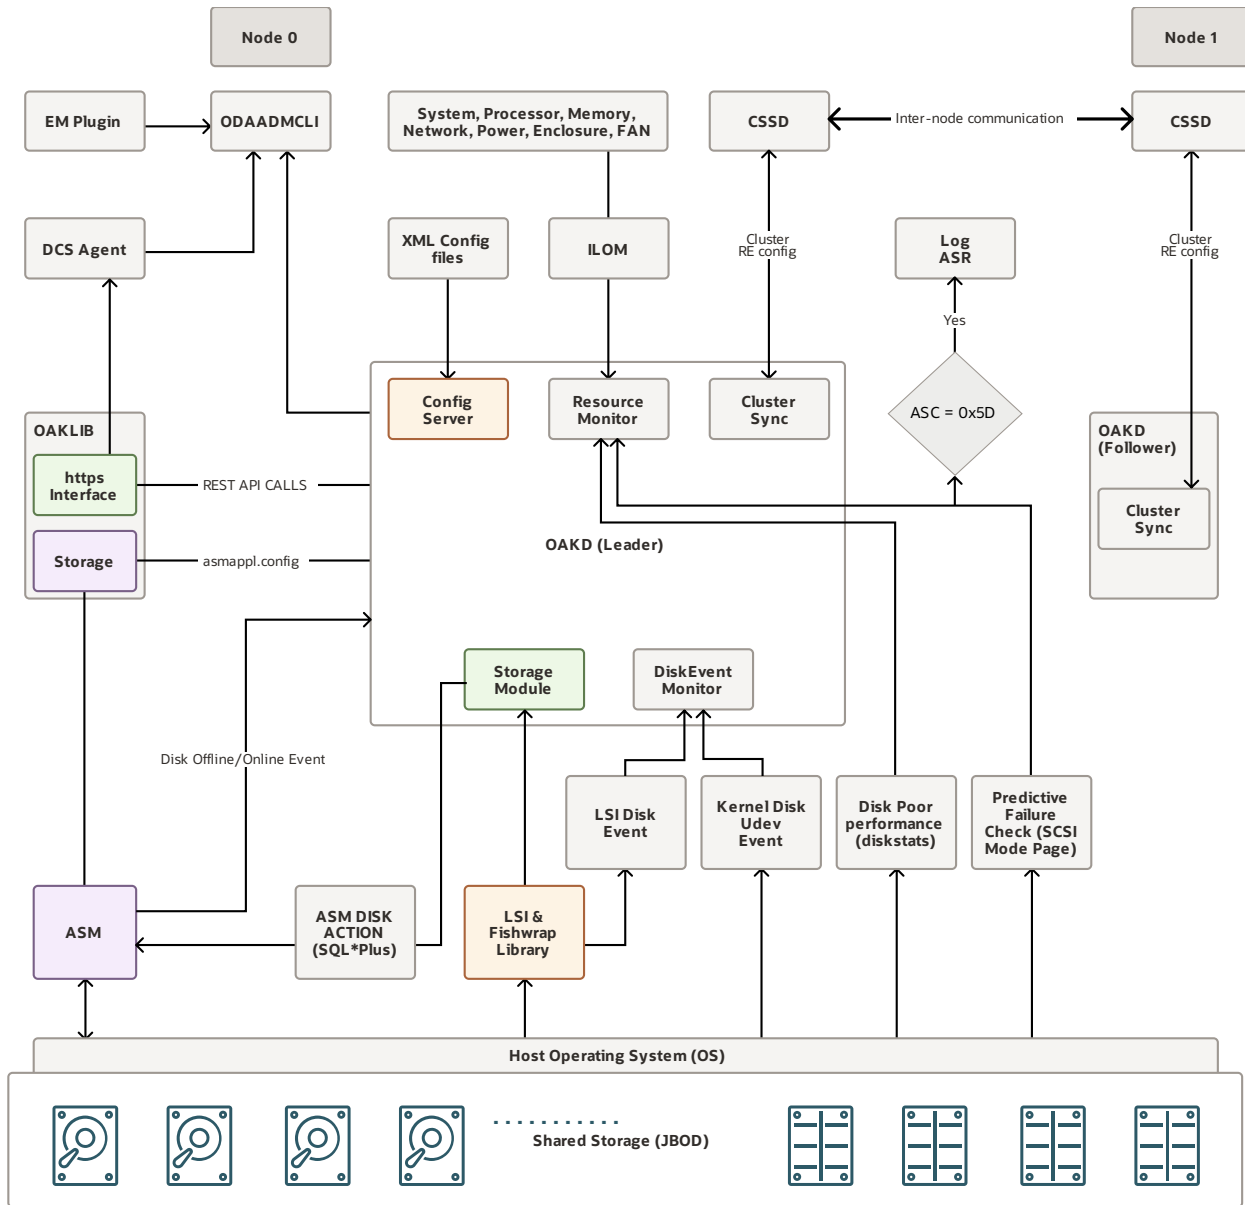 Node 0
Node 1
EM Plugin
ODAADMCLI
System, Processor, Memory,
Network, Power, Enclosure, FAN
CSSD
Inter-node communication
CSSD
DCS Agent
XML Config
files
ILOM
Cluster
RE config
Log
ASR
Cluster
RE config
Yes
Config
Server
Resource
Monitor
Cluster
Sync
ASC = 0x5D
OAKLIB
OAKD
(Follower)
https
Interface
REST API CALLS
Cluster
Sync
OAKD (Leader)
Storage
asmappl.config
Storage
Module
DiskEvent
Monitor
Disk Offline/Online Event
LSI Disk
Event
Kernel Disk
Udev
Event
Disk Poor
performance
(diskstats)
Predictive
Failure
Check (SCSI
Mode Page)
ASM
ASM DISK
ACTION
(SQL*Plus)
LSI &
Fishwrap
Library
Host Operating System (OS)
Shared Storage (JBOD)